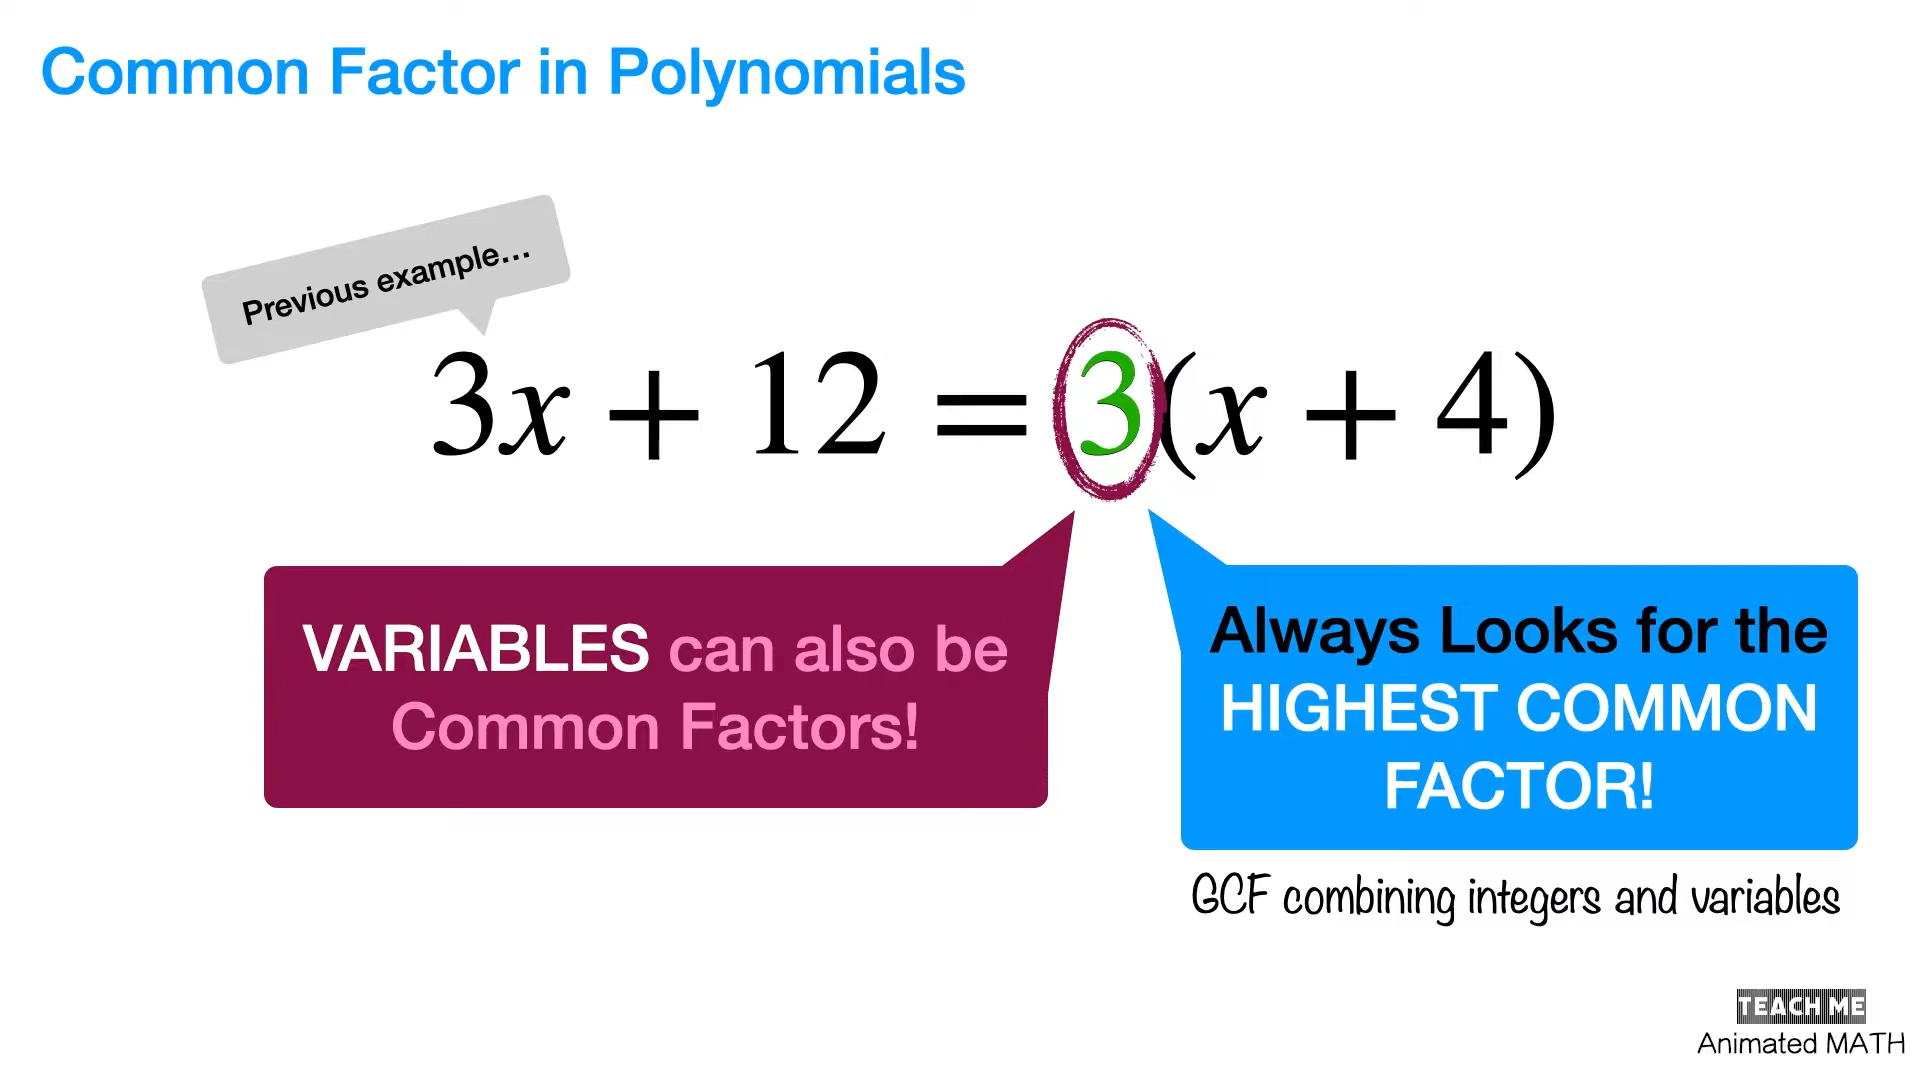 Common Factor in Polynomials
Previous example...
3x + 12 = 3(x + 4)
VARIABLES can also be
Common Factors!
Always Looks for the
HIGHEST COMMON
FACTOR!
GCF combining integers and variables
TEACH ME
Animated MATH